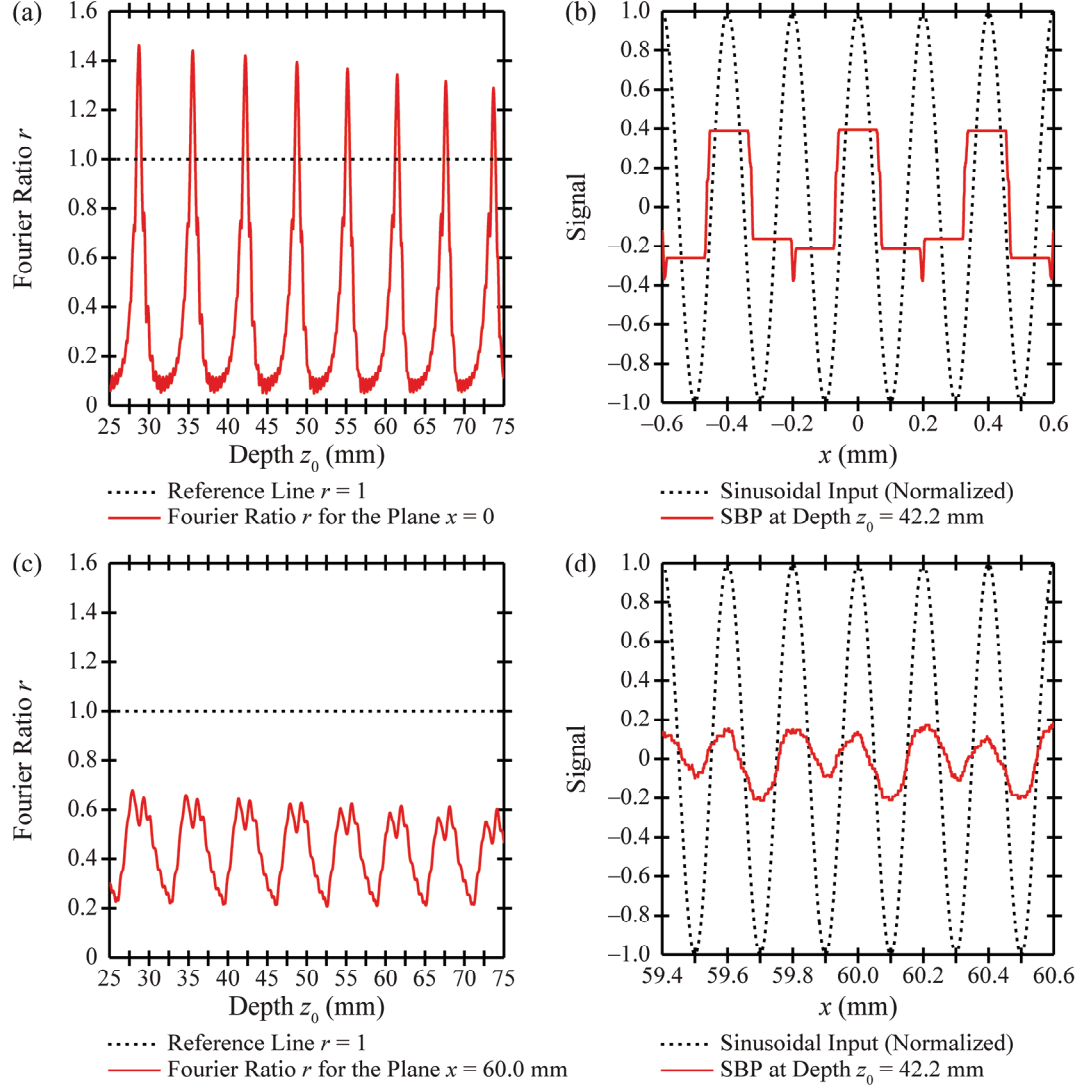 (a)
1.6
1.4
1.2
1.0
0.8
0.6
0.4
0.2
0
Fourier Ratio r
25 30 35 40 45 50 55 60 65 70 75
Depth z₀ (mm)
Reference Line r = 1
Fourier Ratio r for the Plane x = 0
(b)
1.0
0.8
0.6
0.4
0.2
0
–0.2
–0.4
–0.6
–0.8
–1.0
Signal
–0.6 –0.4 –0.2 0 0.2 0.4 0.6
x (mm)
Sinusoidal Input (Normalized)
SBP at Depth z₀ = 42.2 mm
(c)
1.6
1.4
1.2
1.0
0.8
0.6
0.4
0.2
0
Fourier Ratio r
25 30 35 40 45 50 55 60 65 70 75
Depth z₀ (mm)
Reference Line r = 1
Fourier Ratio r for the Plane x = 60.0 mm
(d)
1.0
0.8
0.6
0.4
0.2
0
–0.2
–0.4
–0.6
–0.8
–1.0
Signal
59.4 59.6 59.8 60.0 60.2 60.4 60.6
x (mm)
Sinusoidal Input (Normalized)
SBP at Depth z₀ = 42.2 mm